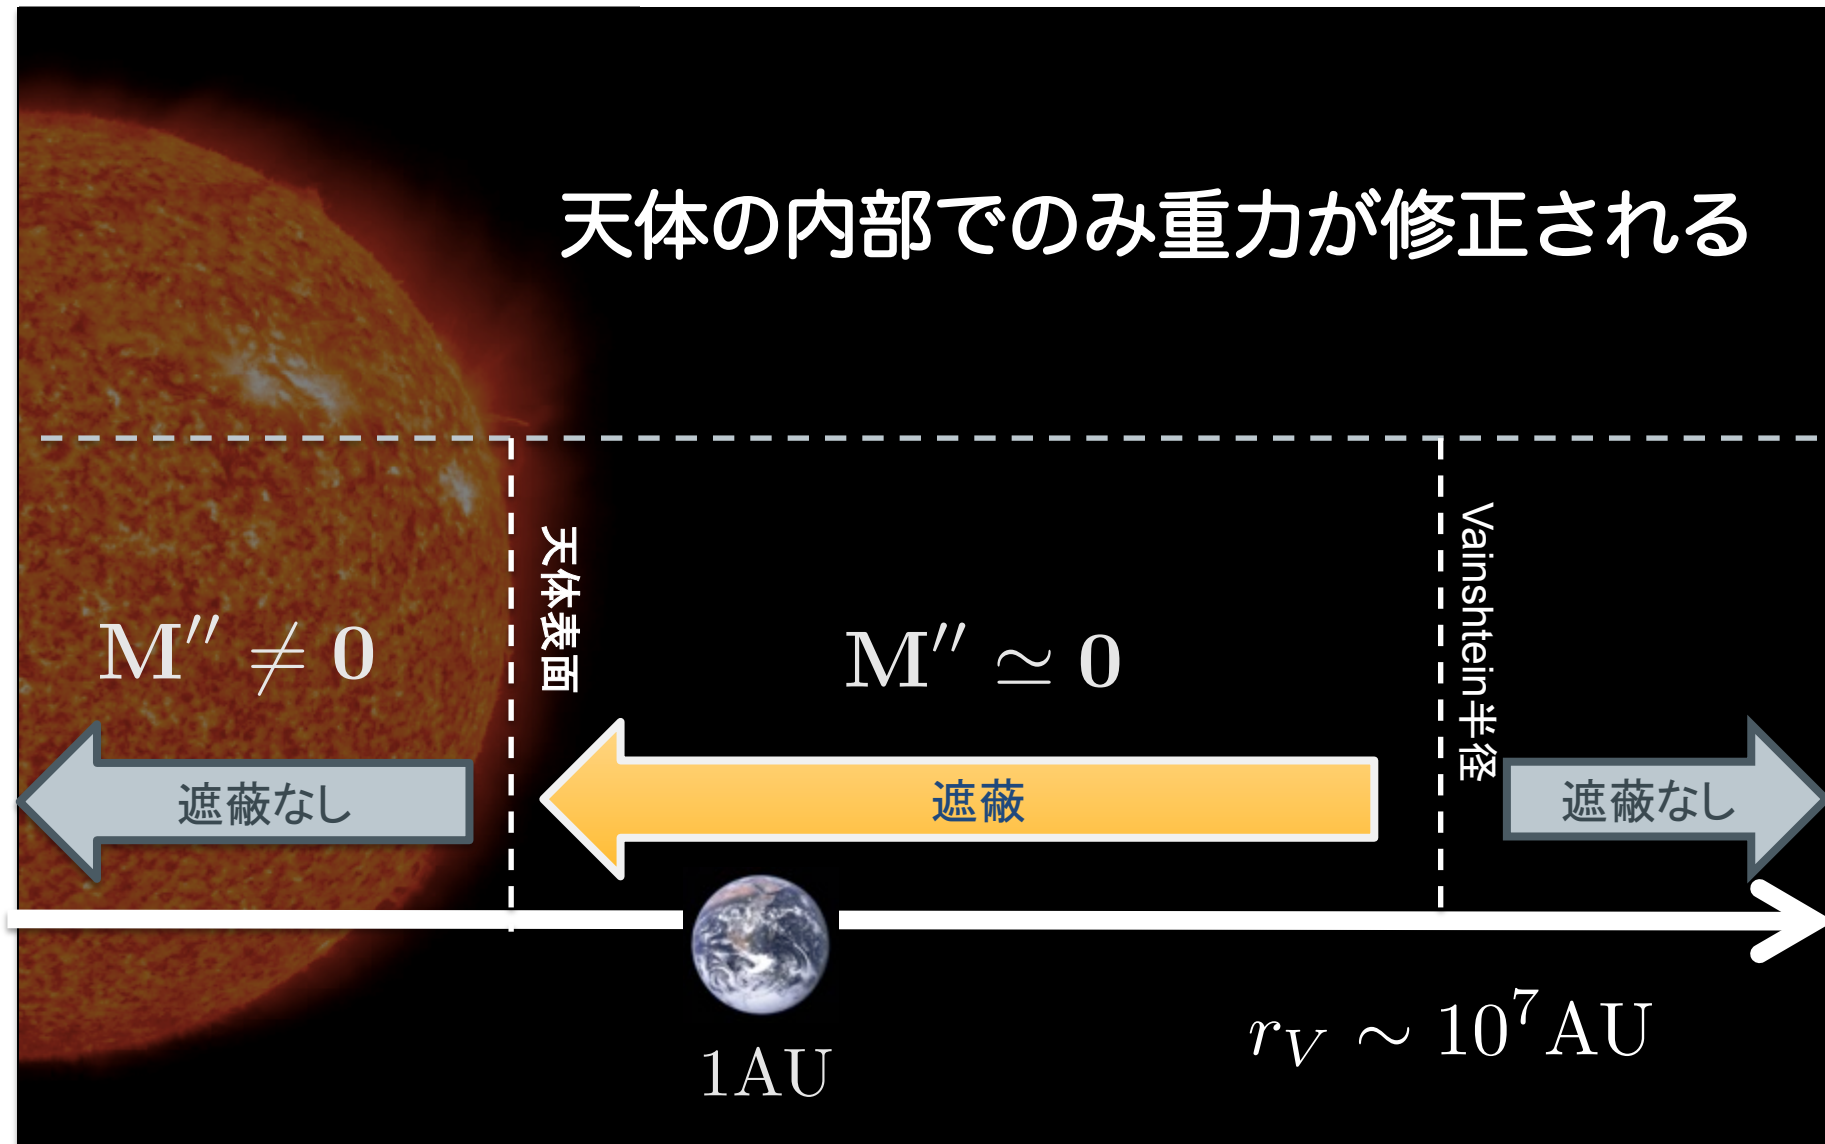 天体の内部でのみ重力が修正される
天体表面
Vainshtein半径
M″ ≠ 0
M″ ≃ 0
遮蔽なし
遮蔽
遮蔽なし
1AU
r_V ∼ 10^7 AU